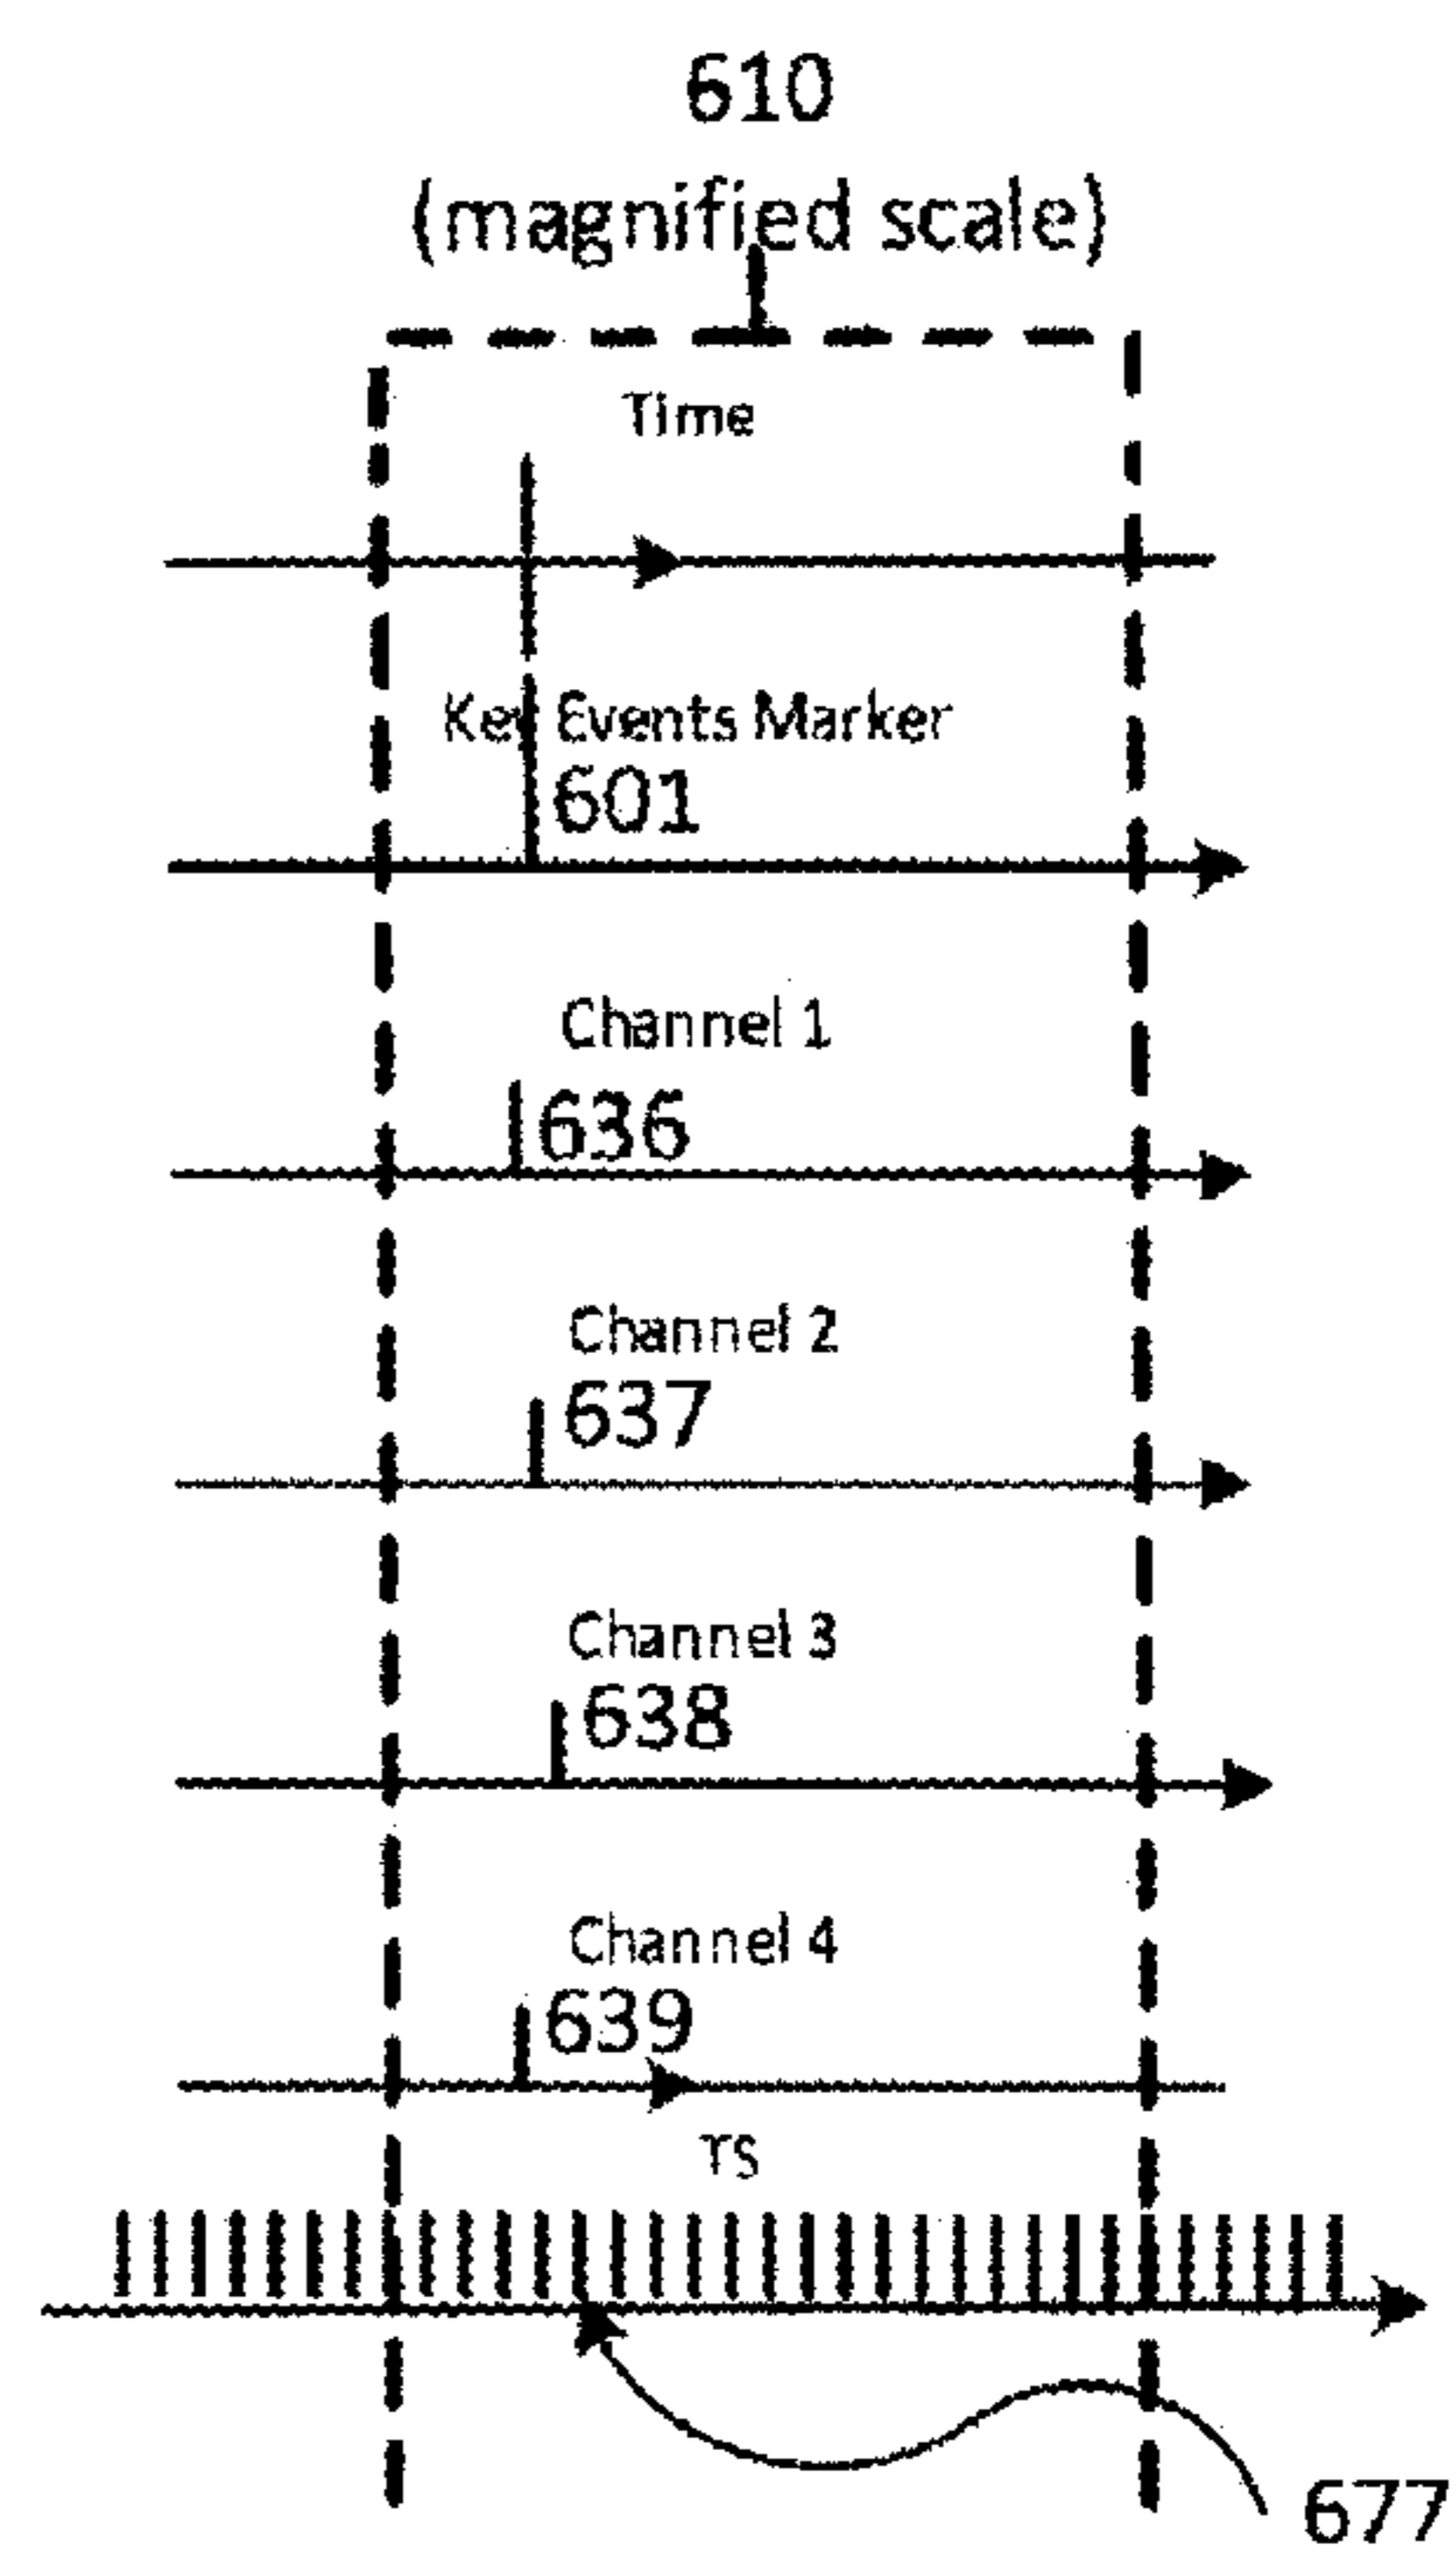 610
(magnified scale)
Time
Key Events Marker
601
Channel 1
636
Channel 2
637
Channel 3
638
Channel 4
639
TS
677